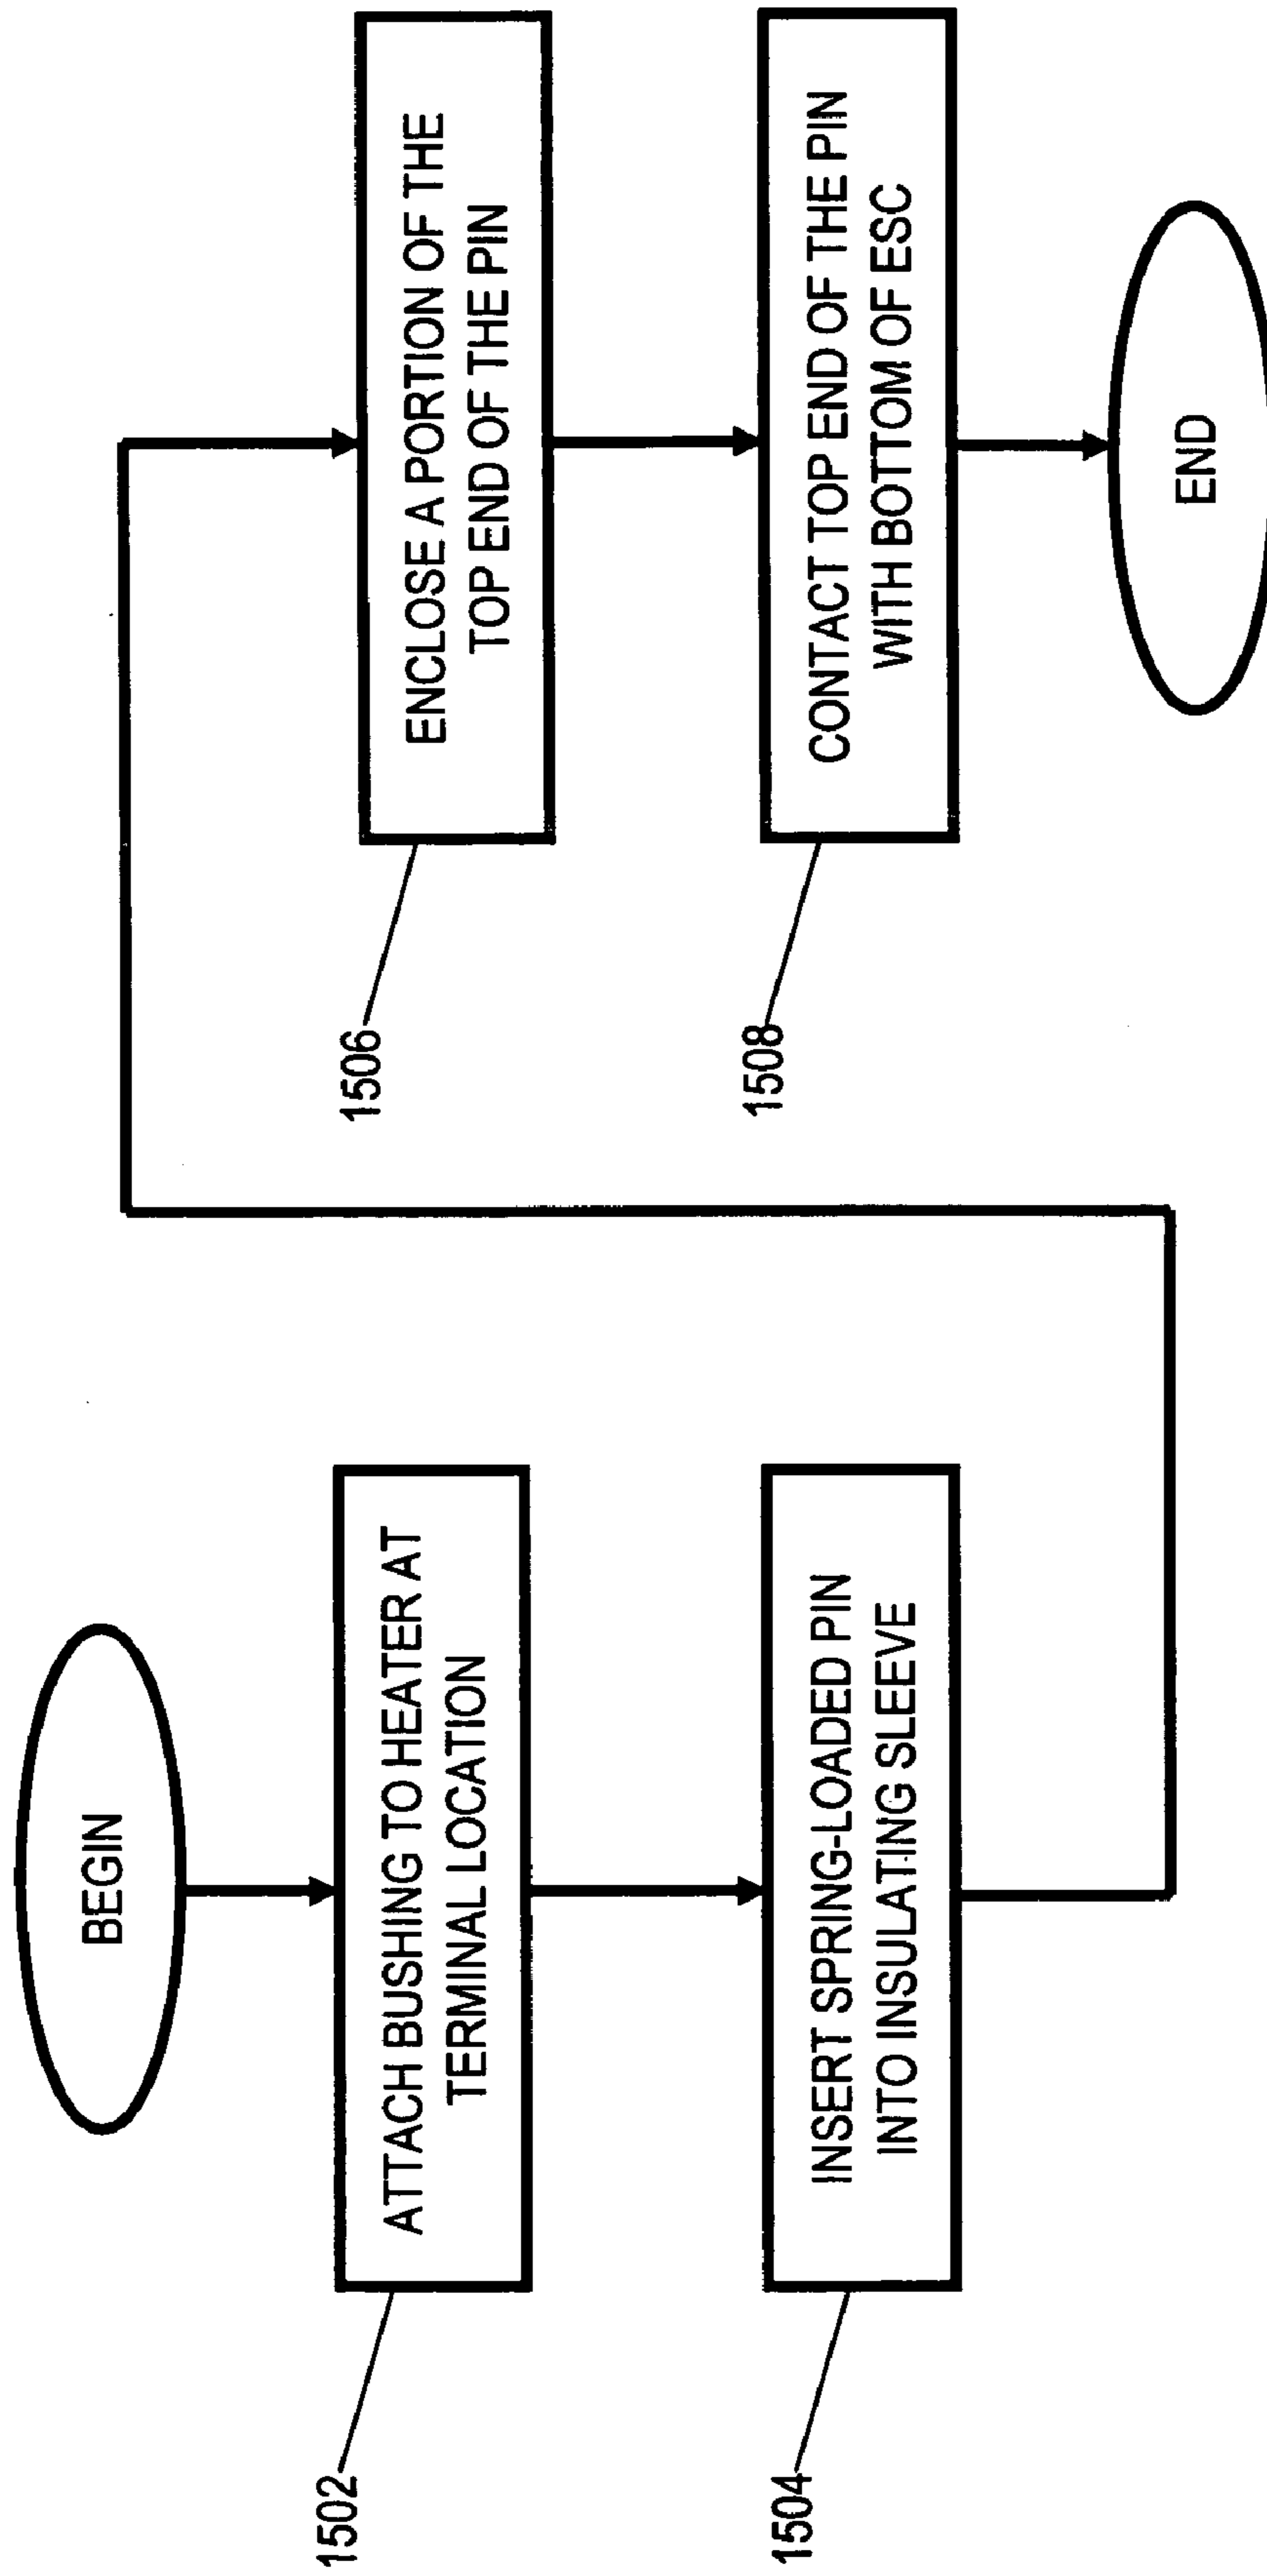 BEGIN
1502
ATTACH BUSHING TO HEATER AT
TERMINAL LOCATION
1504
INSERT SPRING-LOADED PIN
INTO INSULATING SLEEVE
1506
ENCLOSE A PORTION OF THE
TOP END OF THE PIN
1508
CONTACT TOP END OF THE PIN
WITH BOTTOM OF ESC
END